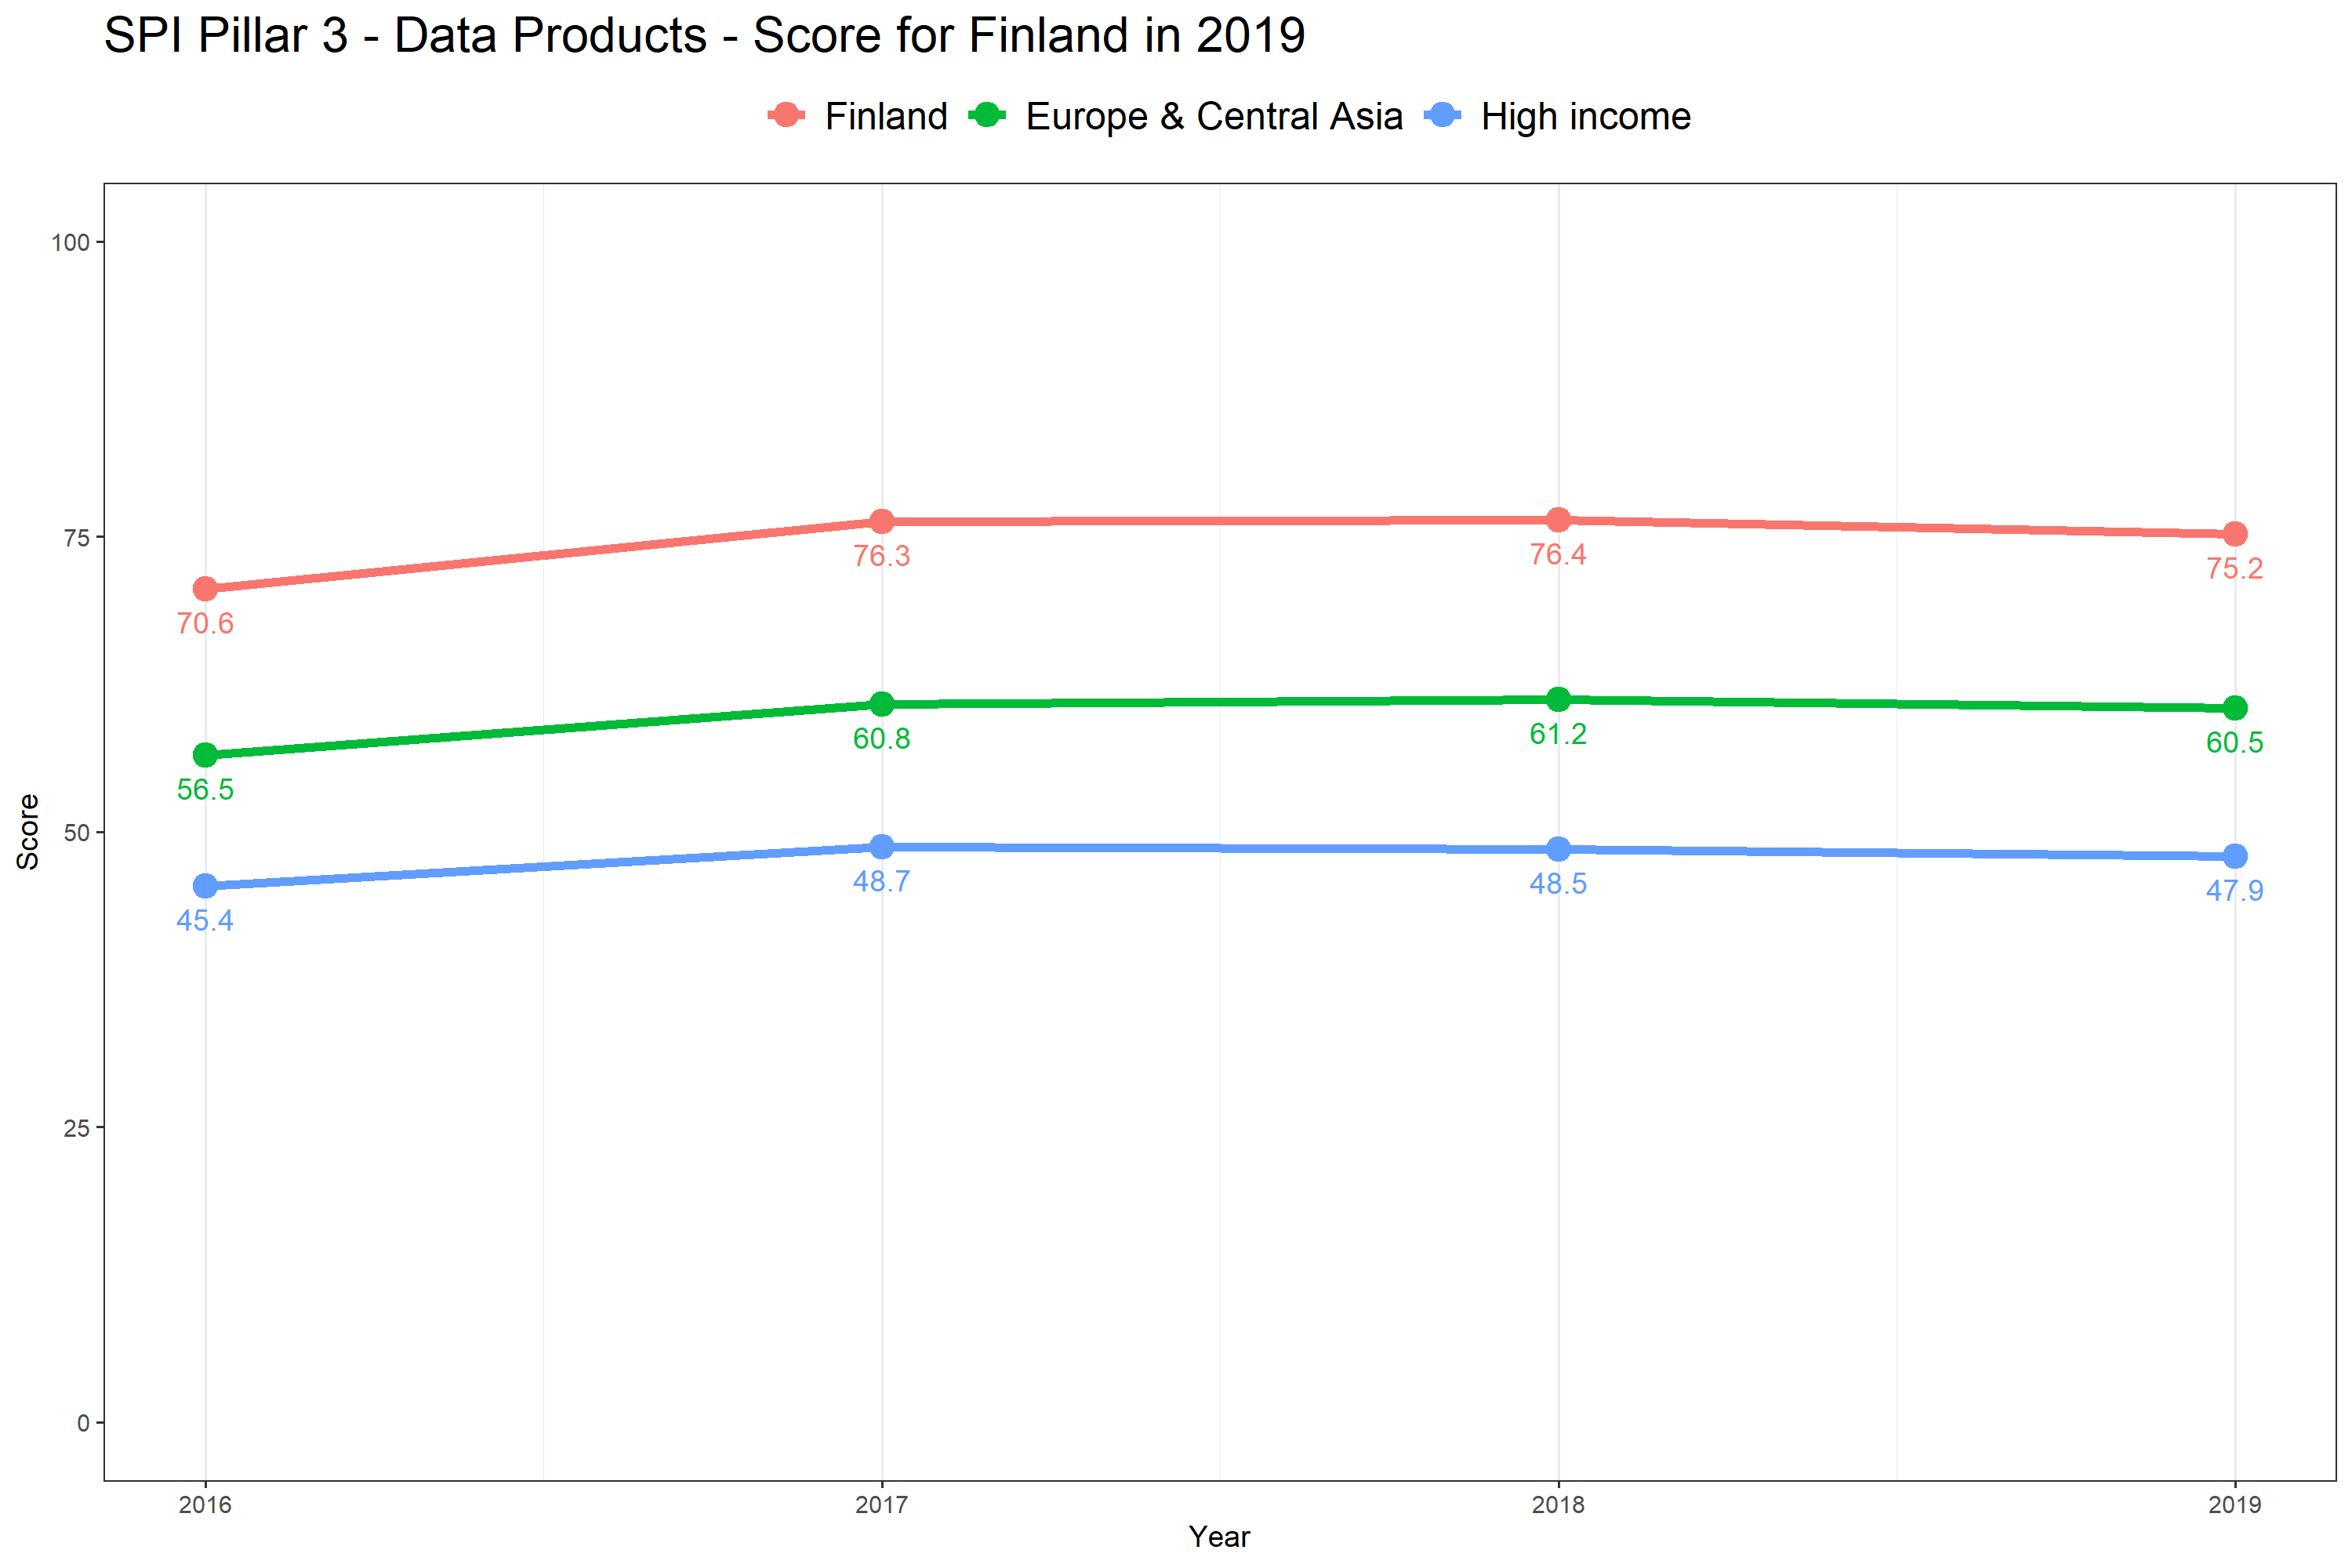 SPI Pillar 3 - Data Products - Score for Finland in 2019
Finland Europe & Central Asia High income
100
75
50
25
0
Score
70.6 76.3 76.4 75.2
56.5 60.8 61.2 60.5
45.4 48.7 48.5 47.9
2016 2017 2018 2019
Year